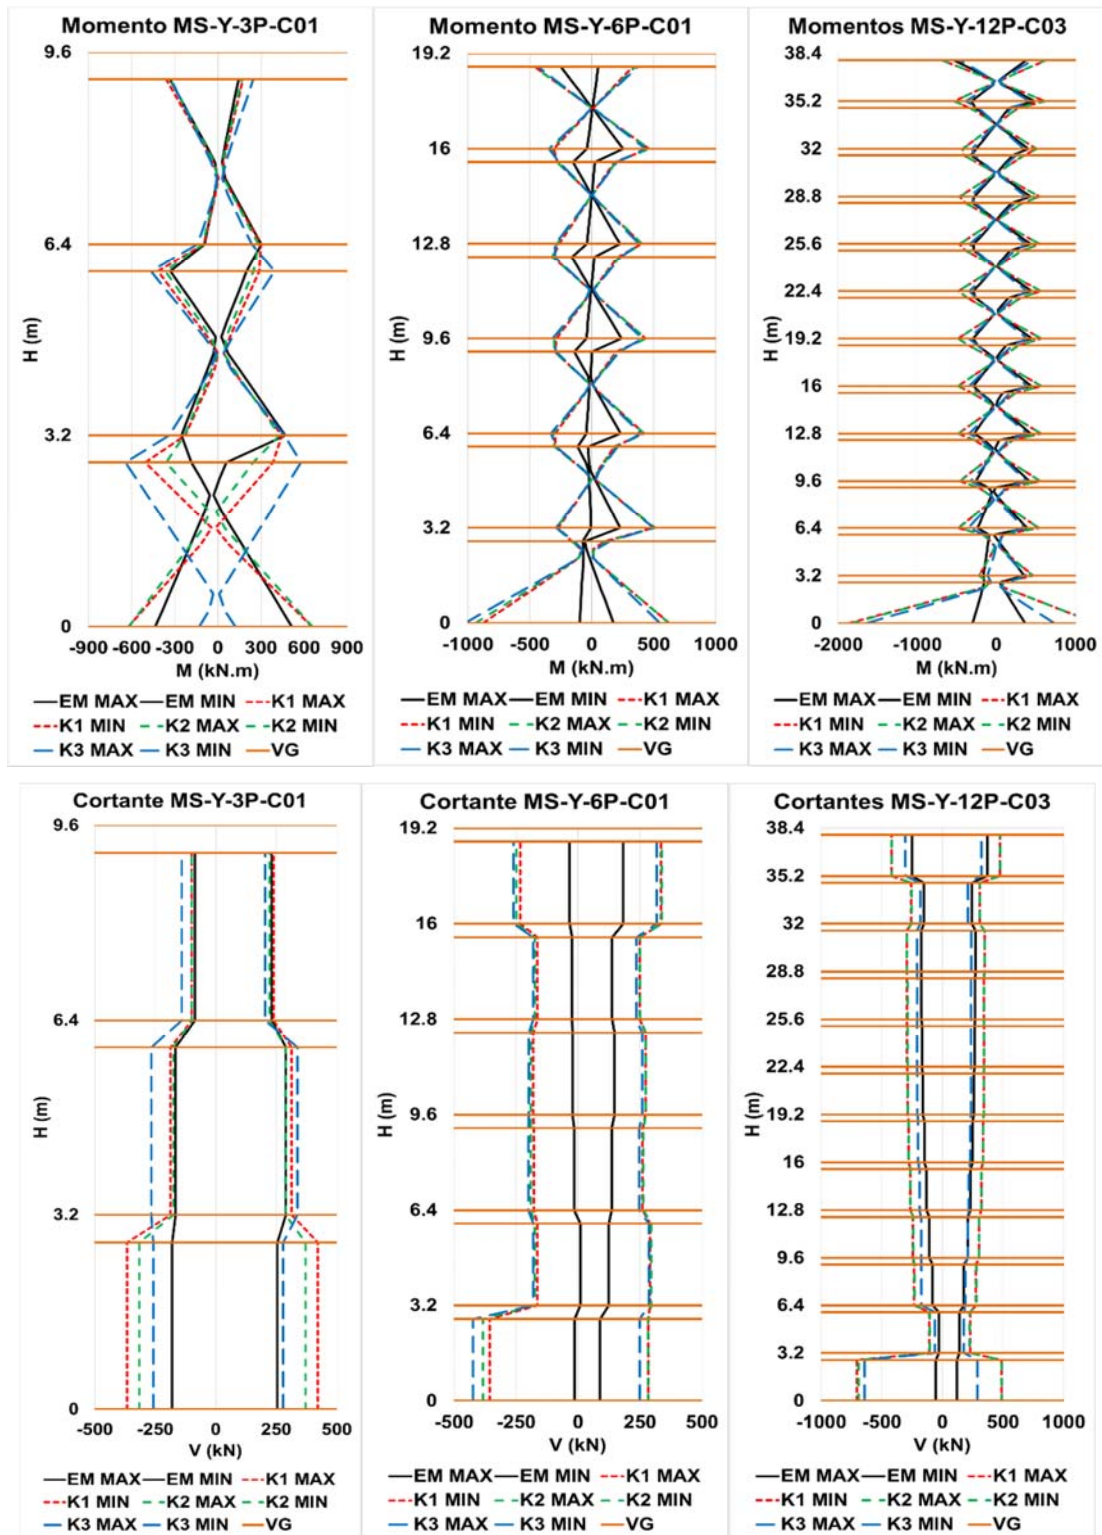 Momento MS-Y-3P-C01
9.6
6.4
3.2
0
H (m)
-900 -600 -300 0 300 600 900
M (kN.m)
EM MAX EM MIN K1 MAX
K1 MIN K2 MAX K2 MIN
K3 MAX K3 MIN VG
Momento MS-Y-6P-C01
19.2
16
12.8
9.6
6.4
3.2
0
H (m)
-1000 -500 0 500 1000
M (kN.m)
EM MAX EM MIN K1 MAX
K1 MIN K2 MAX K2 MIN
K3 MAX K3 MIN VG
Momentos MS-Y-12P-C03
38.4
35.2
32
28.8
25.6
22.4
19.2
16
12.8
9.6
6.4
3.2
0
H (m)
-2000 -1000 0 1000
M (kN.m)
EM MAX EM MIN K1 MAX
K1 MIN K2 MAX K2 MIN
K3 MAX K3 MIN VG
Cortante MS-Y-3P-C01
9.6
6.4
3.2
0
H (m)
-500 -250 0 250 500
V (kN)
EM MAX EM MIN K1 MAX
K1 MIN K2 MAX K2 MIN
K3 MAX K3 MIN VG
Cortante MS-Y-6P-C01
19.2
16
12.8
9.6
6.4
3.2
0
H (m)
-500 -250 0 250 500
V (kN)
EM MAX EM MIN K1 MAX
K1 MIN K2 MAX K2 MIN
K3 MAX K3 MIN VG
Cortantes MS-Y-12P-C03
38.4
35.2
32
28.8
25.6
22.4
19.2
16
12.8
9.6
6.4
3.2
0
H (m)
-1000 -500 0 500 1000
V (kN)
EM MAX EM MIN K1 MAX
K1 MIN K2 MAX K2 MIN
K3 MAX K3 MIN VG